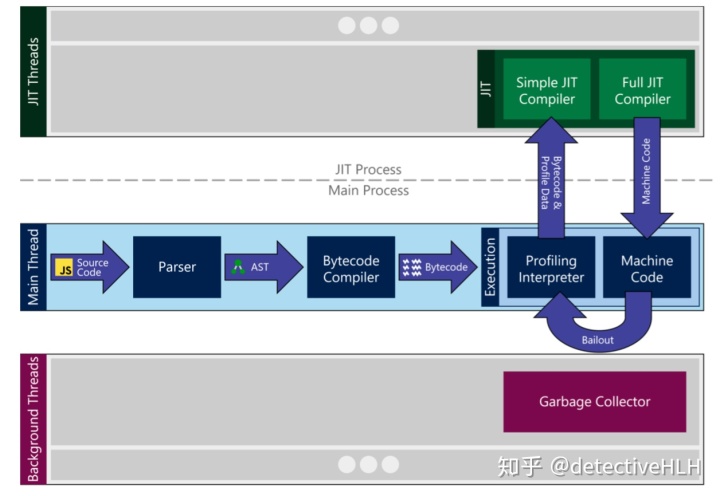 JIT Threads
JIT
Simple JIT
Compiler
Full JIT
Compiler
Bytecode &
Profile Data
Machine Code
JIT Process
Main Process
Main Thread
JS
Source
Code
Parser
AST
Bytecode
Compiler
Bytecode
Execution
Profiling
Interpreter
Machine
Code
Bailout
Background Threads
Garbage Collector
知乎 @detectiveHLH